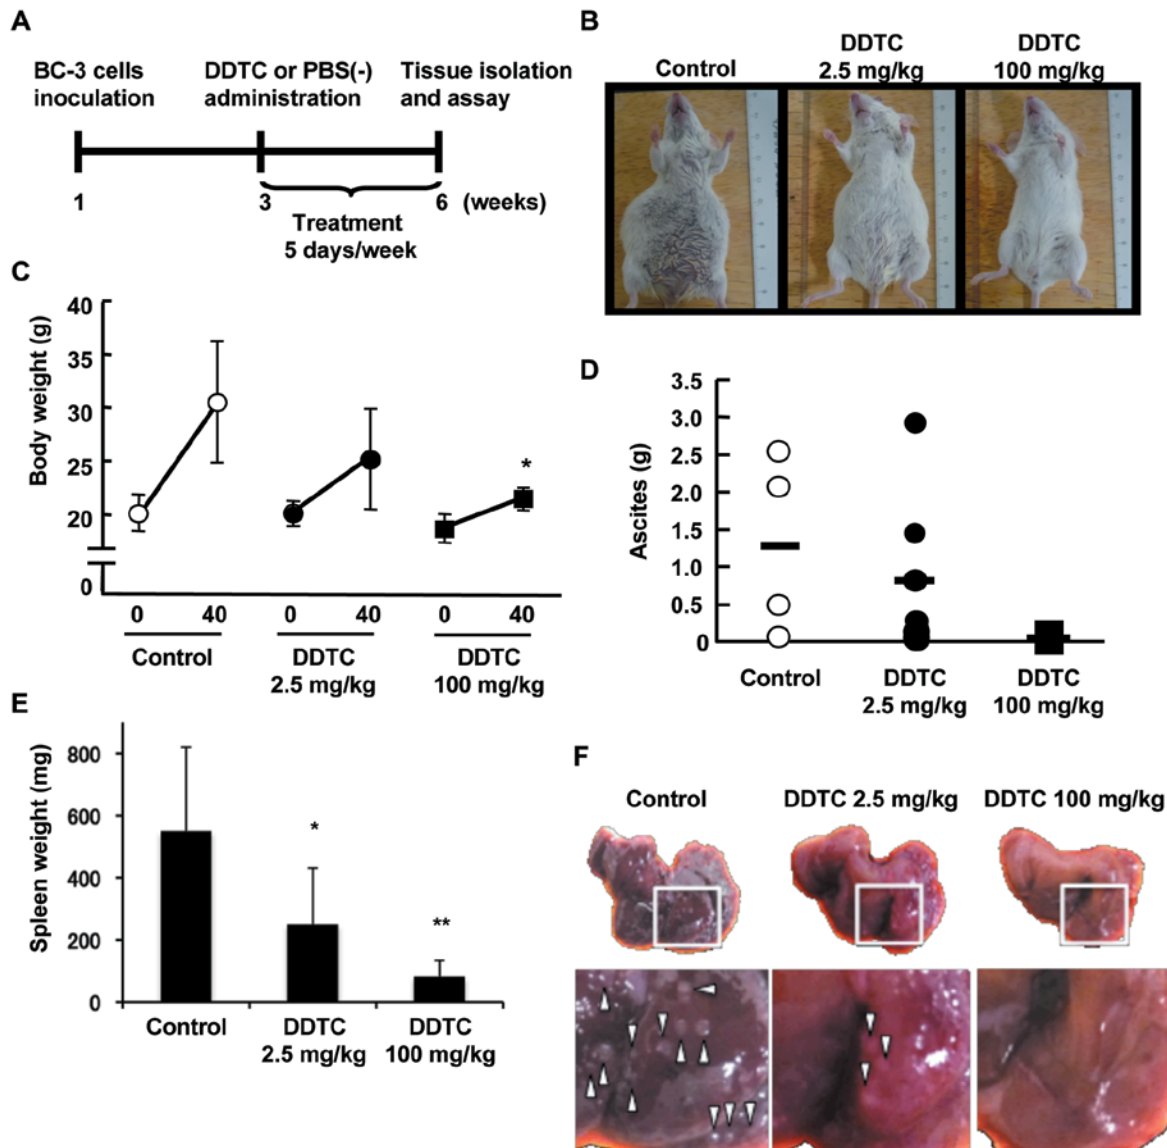 A
BC-3 cells
inoculation
DDTC or PBS(-)
administration
Tissue isolation
and assay
1
3
6 (weeks)
Treatment
5 days/week
B
Control
DDTC
2.5 mg/kg
DDTC
100 mg/kg
C
Body weight (g)
40
35
30
25
20
0
*
0
40
0
40
0
40
Control
DDTC
2.5 mg/kg
DDTC
100 mg/kg
D
Ascites (g)
3.5
3.0
2.5
2.0
1.5
1.0
0.5
0
Control
DDTC
2.5 mg/kg
DDTC
100 mg/kg
E
Spleen weight (mg)
800
600
400
200
0
*
**
Control
DDTC
2.5 mg/kg
DDTC
100 mg/kg
F
Control
DDTC 2.5 mg/kg
DDTC 100 mg/kg